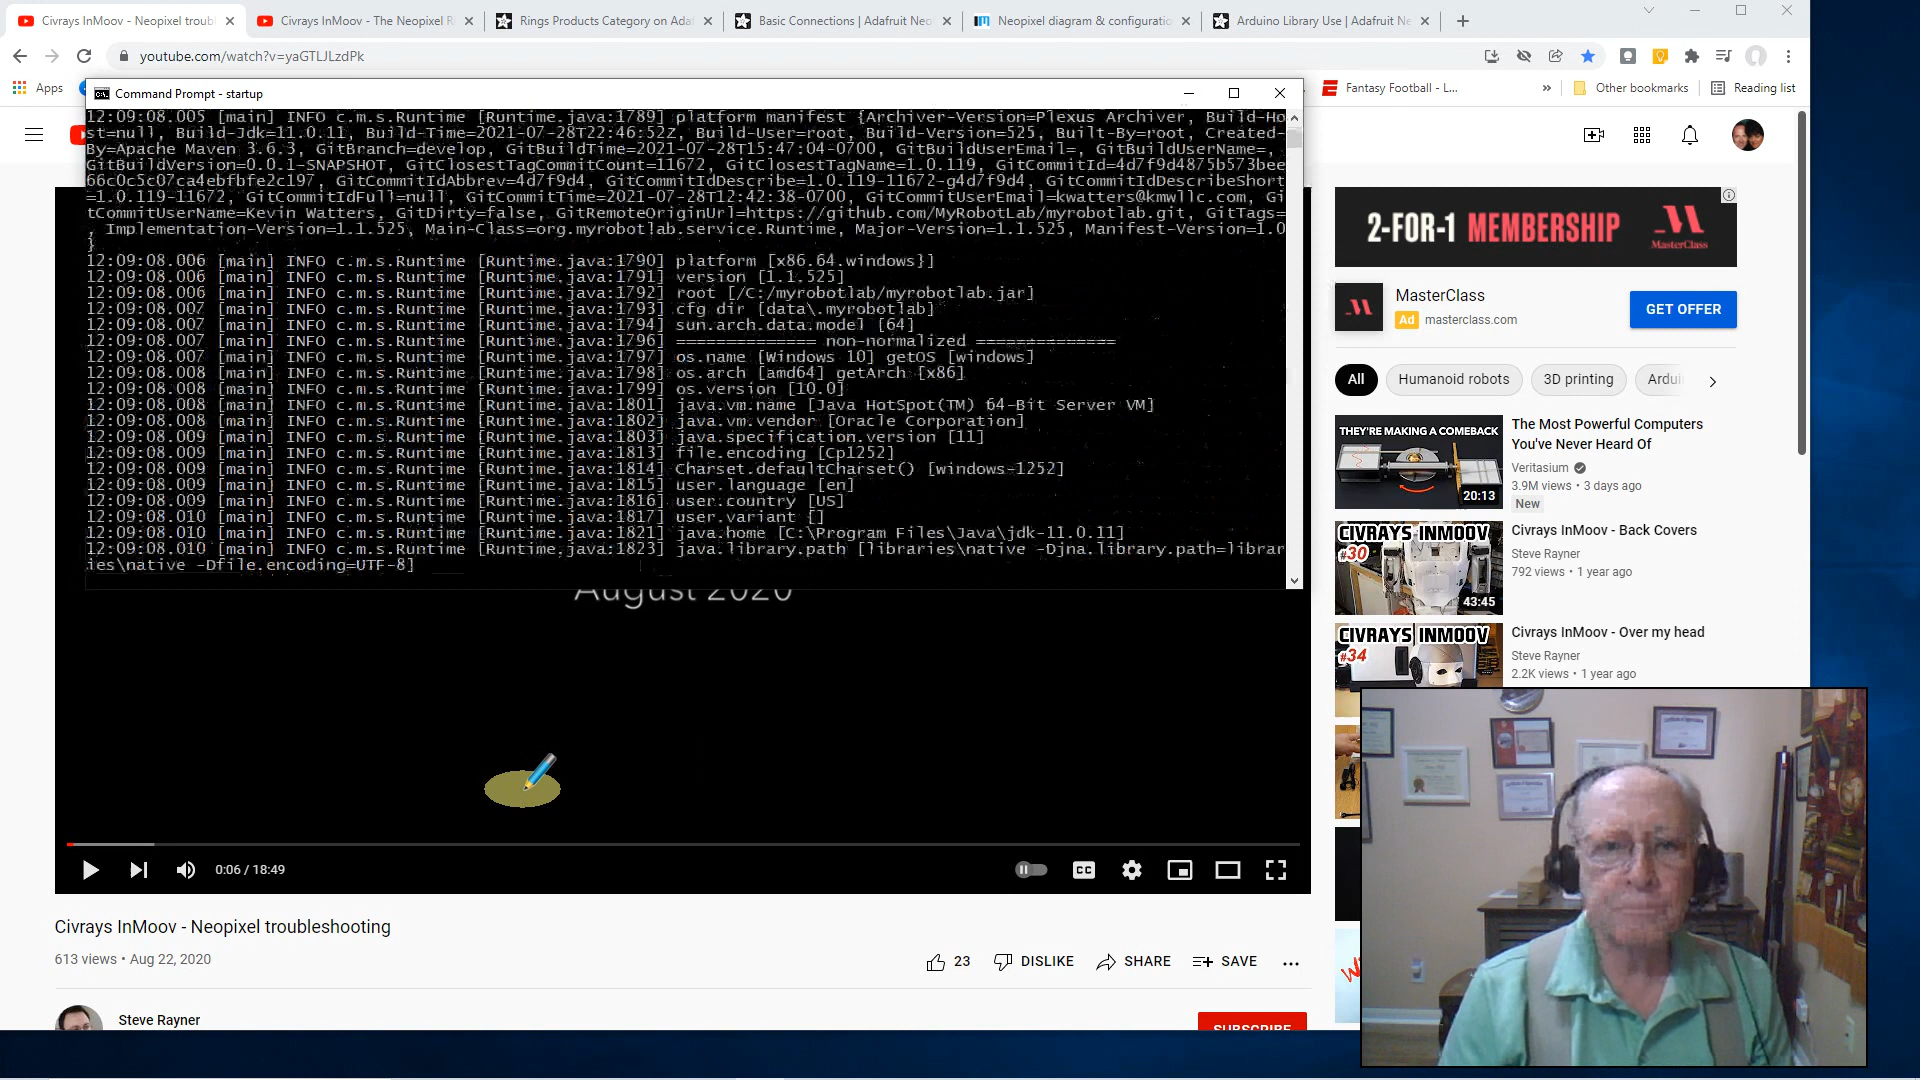 Civrays InMoov - Neopixel troubl
Civrays InMoov - The Neopixel R
Rings Products Category on Ada
Basic Connections | Adafruit Neo
Neopixel diagram & configuratio
Arduino Library Use | Adafruit Ne
youtube.com/watch?v=yaGTLJLzdPk
Apps
Fantasy Football - L...
»
Other bookmarks
Reading list
Command Prompt - startup
12:09:08.005 [main] INFO c.m.s.Runtime [Runtime.java:1789] platform manifest {Archiver-Version=Plexus Archiver, Build-Ho
st=null, Build-Jdk=11.0.11, Build-Time=2021-07-28T22:46:52Z, Build-User=root, Build-Version=525, Built-By=root, Created-
By=Apache Maven 3.6.3, GitBranch=develop, GitBuildTime=2021-07-28T15:47:04-0700, GitBuildUserEmail=, GitBuildUserName=,
GitBuildVersion=0.0.1-SNAPSHOT, GitClosestTagCommitCount=11672, GitClosestTagName=1.0.119, GitCommitId=4d7f9d4875b573bee
66c0c5c07ca4ebfbfe2c197, GitCommitIdAbbrev=4d7f9d4, GitCommitIdDescribe=1.0.119-11672-g4d7f9d4, GitCommitIdDescribeShort
=1.0.119-11672, GitCommitIdFull=null, GitCommitTime=2021-07-28T12:42:38-0700, GitCommitUserEmail=kwatters@kmwllc.com, Gi
tCommitUserName=Kevin Watters, GitDirty=false, GitRemoteOriginUrl=https://github.com/MyRobotLab/myrobotlab.git, GitTags=
, Implementation-Version=1.1.525, Main-Class=org.myrobotlab.service.Runtime, Major-Version=1.1.525, Manifest-Version=1.0
}
12:09:08.006 [main] INFO c.m.s.Runtime [Runtime.java:1790] platform [x86.64.windows}]
12:09:08.006 [main] INFO c.m.s.Runtime [Runtime.java:1791] version [1.1.525]
12:09:08.006 [main] INFO c.m.s.Runtime [Runtime.java:1792] root [/C:/myrobotlab/myrobotlab.jar]
12:09:08.007 [main] INFO c.m.s.Runtime [Runtime.java:1793] cfg dir [data\.myrobotlab]
12:09:08.007 [main] INFO c.m.s.Runtime [Runtime.java:1794] sun.arch.data.model [64]
12:09:08.007 [main] INFO c.m.s.Runtime [Runtime.java:1796] ============== non-normalized ==============
12:09:08.007 [main] INFO c.m.s.Runtime [Runtime.java:1797] os.name [Windows 10] getOS [windows]
12:09:08.008 [main] INFO c.m.s.Runtime [Runtime.java:1798] os.arch [amd64] getArch [x86]
12:09:08.008 [main] INFO c.m.s.Runtime [Runtime.java:1799] os.version [10.0]
12:09:08.008 [main] INFO c.m.s.Runtime [Runtime.java:1801] java.vm.name [Java HotSpot(TM) 64-Bit Server VM]
12:09:08.008 [main] INFO c.m.s.Runtime [Runtime.java:1802] java.vm.vendor [Oracle Corporation]
12:09:08.009 [main] INFO c.m.s.Runtime [Runtime.java:1803] java.specification.version [11]
12:09:08.009 [main] INFO c.m.s.Runtime [Runtime.java:1813] file.encoding [Cp1252]
12:09:08.009 [main] INFO c.m.s.Runtime [Runtime.java:1814] Charset.defaultCharset() [windows-1252]
12:09:08.009 [main] INFO c.m.s.Runtime [Runtime.java:1815] user.language [en]
12:09:08.009 [main] INFO c.m.s.Runtime [Runtime.java:1816] user.country [US]
12:09:08.010 [main] INFO c.m.s.Runtime [Runtime.java:1817] user.variant []
12:09:08.010 [main] INFO c.m.s.Runtime [Runtime.java:1821] java.home [C:\Program Files\Java\jdk-11.0.11]
12:09:08.010 [main] INFO c.m.s.Runtime [Runtime.java:1823] java.library.path [libraries\native -Djna.library.path=librar
ies\native -Dfile.encoding=UTF-8]
August 2020
0:06 / 18:49
CC
Civrays InMoov - Neopixel troubleshooting
613 views • Aug 22, 2020
23
DISLIKE
SHARE
SAVE
Steve Rayner
SUBSCRIBE
2-FOR-1 MEMBERSHIP
MasterClass
MasterClass
Ad masterclass.com
GET OFFER
All
Humanoid robots
3D printing
Ardui
THEY'RE MAKING A COMEBACK
20:13
The Most Powerful Computers
You've Never Heard Of
Veritasium
3.9M views • 3 days ago
New
CIVRAYS INMOOV
#30
43:45
Civrays InMoov - Back Covers
Steve Rayner
792 views • 1 year ago
CIVRAYS INMOOV
#34
Civrays InMoov - Over my head
Steve Rayner
2.2K views • 1 year ago